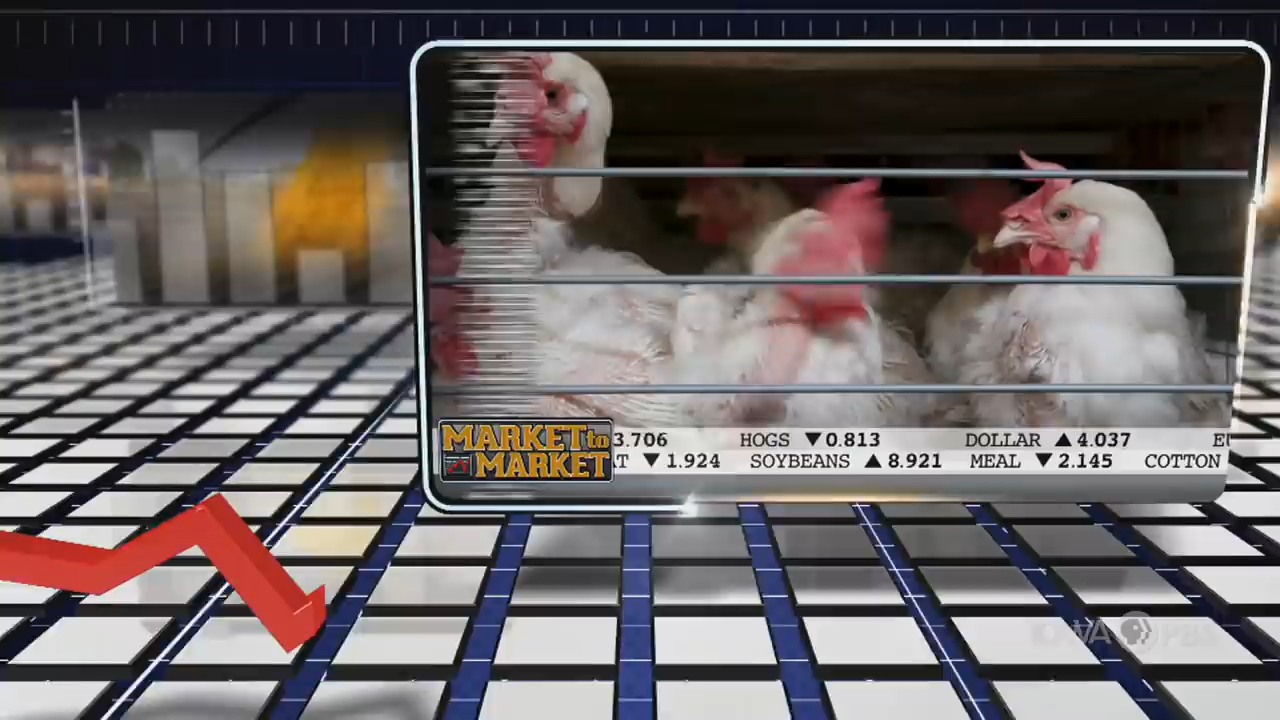 MARKET to
MARKET
3.706 HOGS ▼0.813 DOLLAR ▲4.037
T ▼1.924 SOYBEANS ▲8.921 MEAL ▼2.145 COTTON
IOWA PBS